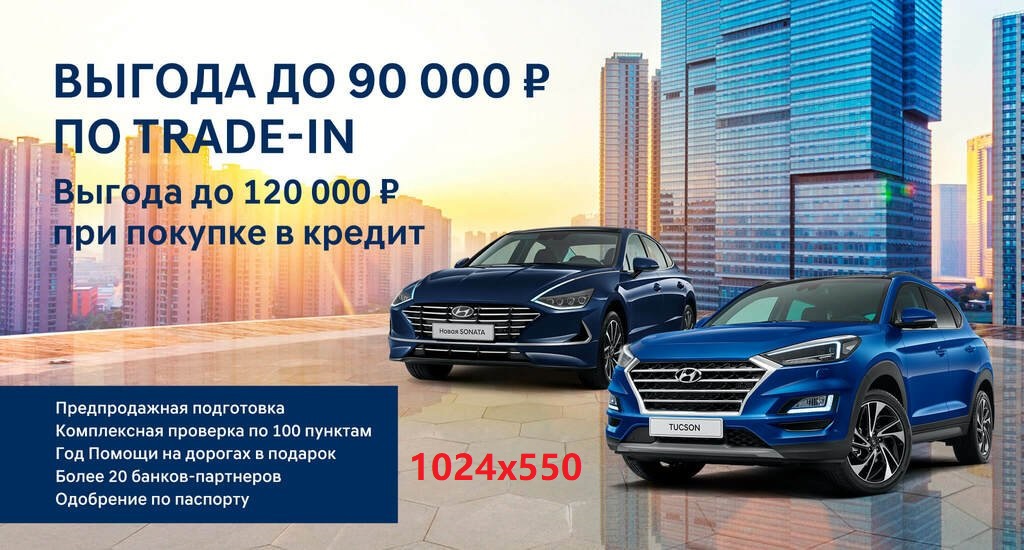 ВЫГОДА ДО 90 000 ₽
ПО TRADE-IN
Выгода до 120 000 ₽
при покупке в кредит
Новая SONATA
TUCSON
Предпродажная подготовка
Комплексная проверка по 100 пунктам
Год Помощи на дорогах в подарок
Более 20 банков-партнеров
Одобрение по паспорту
1024x550